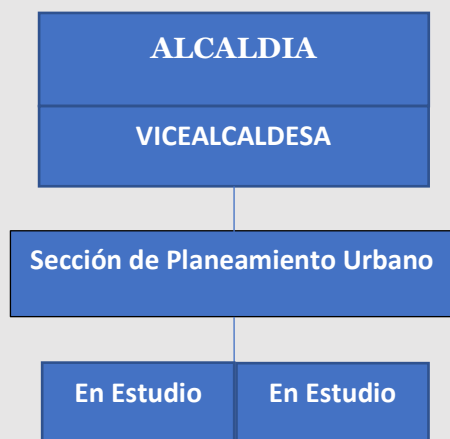 ALCALDIA
VICEALCALDESA
Sección de Planeamiento Urbano
En Estudio
En Estudio